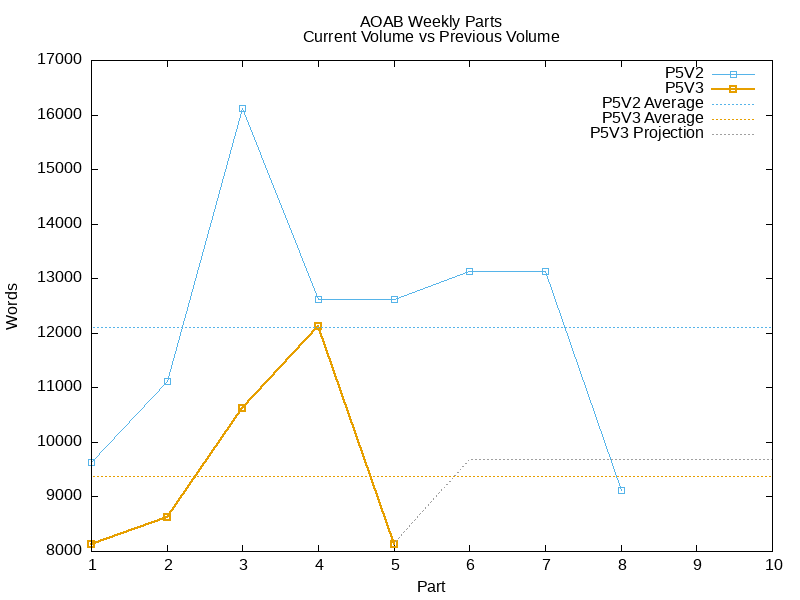 AOAB Weekly Parts
Current Volume vs Previous Volume
17000
16000
15000
14000
13000
12000
11000
10000
9000
8000
Words
P5V2
P5V3
P5V2 Average
P5V3 Average
P5V3 Projection
1 2 3 4 5 6 7 8 9 10
Part